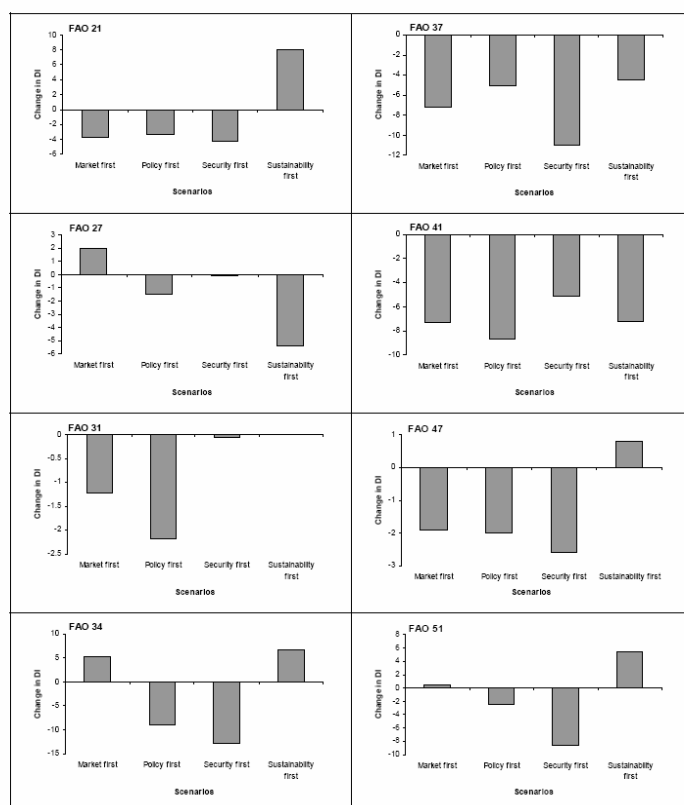 FAO 21
10
8
6
4
2
0
-2
-4
-6
Change in DI
Market first
Policy first
Security first
Sustainability
first
Scenarios
FAO 37
0
-2
-4
-6
-8
-10
-12
Change in DI
Market first
Policy first
Security first
Sustainability
first
Scenarios
FAO 27
3
2
1
0
-1
-2
-3
-4
-5
-6
Change in DI
Market first
Policy first
Security first
Sustainability
first
Scenarios
FAO 41
0
-2
-4
-6
-8
-10
Change in DI
Market first
Policy first
Security first
Sustainability
first
Scenarios
FAO 31
0
-0.5
-1
-1.5
-2
-2.5
Change in DI
Market first
Policy first
Security first
Sustainability
first
Scenarios
FAO 47
1
0
-1
-2
-3
Change in DI
Market first
Policy first
Security first
Sustainability first
Scenarios
FAO 34
10
5
0
-5
-10
-15
Change in DI
Market first
Policy first
Security first
Sustainability
first
Scenarios
FAO 51
8
6
4
2
0
-2
-4
-6
-8
-10
Change in DI
Market first
Policy first
Security first
Sustainability
first
Scenarios